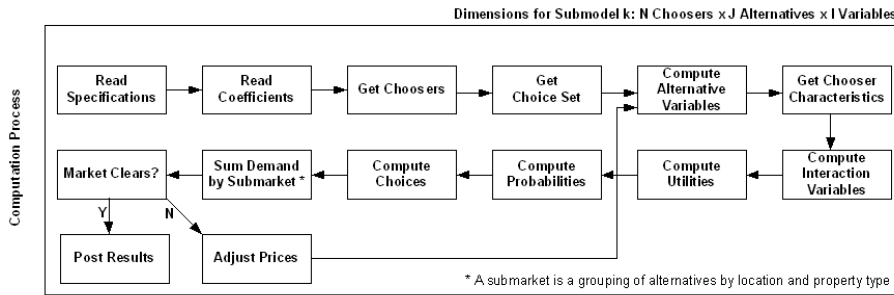 Dimensions for Submodel k: N Choosers x J Alternatives x I Variables
Computation Process
Read
Specifications
Read
Coefficients
Get Choosers
Get
Choice Set
Compute
Alternative
Variables
Get Chooser
Characteristics
Market Clears?
Sum Demand
by Submarket *
Compute
Choices
Compute
Probabilities
Compute
Utilities
Compute
Interaction
Variables
Y
N
Post Results
Adjust Prices
* A submarket is a grouping of alternatives by location and property type